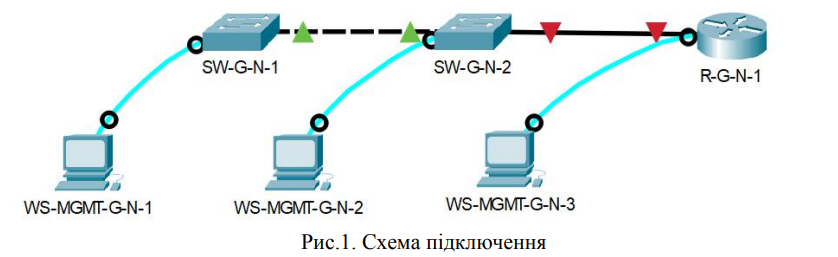 SW-G-N-1
SW-G-N-2
R-G-N-1
WS-MGMT-G-N-1
WS-MGMT-G-N-2
WS-MGMT-G-N-3
Рис.1. Схема підключення